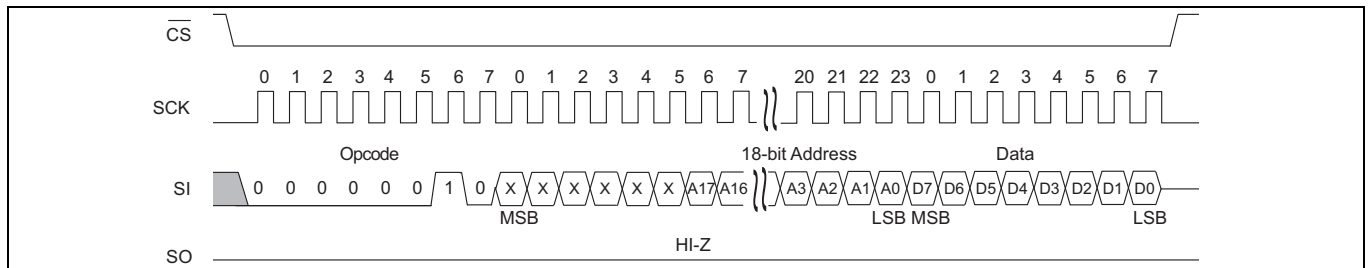 CS
0 1 2 3 4 5 6 7 0 1 2 3 4 5 6 7 20 21 22 23 0 1 2 3 4 5 6 7
SCK
Opcode 18-bit Address Data
SI 0 0 0 0 0 0 1 0 X X X X X X A17 A16 A3 A2 A1 A0 D7 D6 D5 D4 D3 D2 D1 D0
MSB LSB MSB LSB
HI-Z
SO